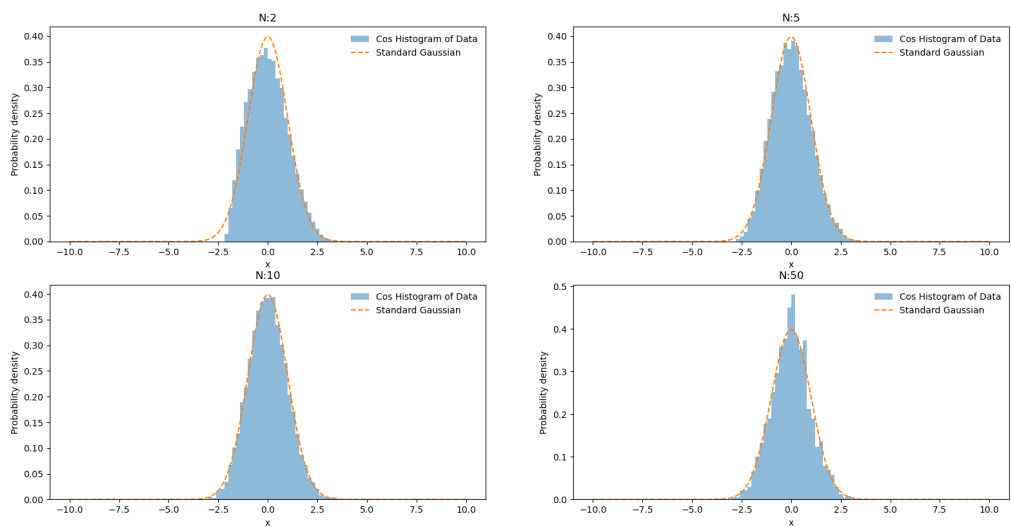 N:2
Cos Histogram of Data
Standard Gaussian
Probability density
0.40
0.35
0.30
0.25
0.20
0.15
0.10
0.05
0.00
−10.0 −7.5 −5.0 −2.5 0.0 2.5 5.0 7.5 10.0
x
N:5
Cos Histogram of Data
Standard Gaussian
Probability density
0.40
0.35
0.30
0.25
0.20
0.15
0.10
0.05
0.00
−10.0 −7.5 −5.0 −2.5 0.0 2.5 5.0 7.5 10.0
x
N:10
Cos Histogram of Data
Standard Gaussian
Probability density
0.40
0.35
0.30
0.25
0.20
0.15
0.10
0.05
0.00
−10.0 −7.5 −5.0 −2.5 0.0 2.5 5.0 7.5 10.0
x
N:50
Cos Histogram of Data
Standard Gaussian
Probability density
0.5
0.4
0.3
0.2
0.1
0.0
−10.0 −7.5 −5.0 −2.5 0.0 2.5 5.0 7.5 10.0
x